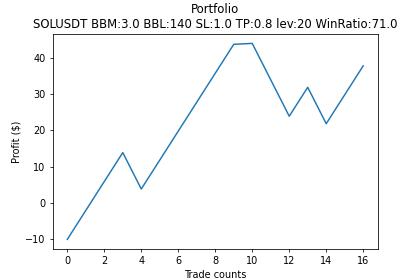 Portfolio
SOLUSDT BBM:3.0 BBL:140 SL:1.0 TP:0.8 lev:20 WinRatio:71.0
40
30
20
10
0
−10
Profit ($)
0 2 4 6 8 10 12 14 16
Trade counts